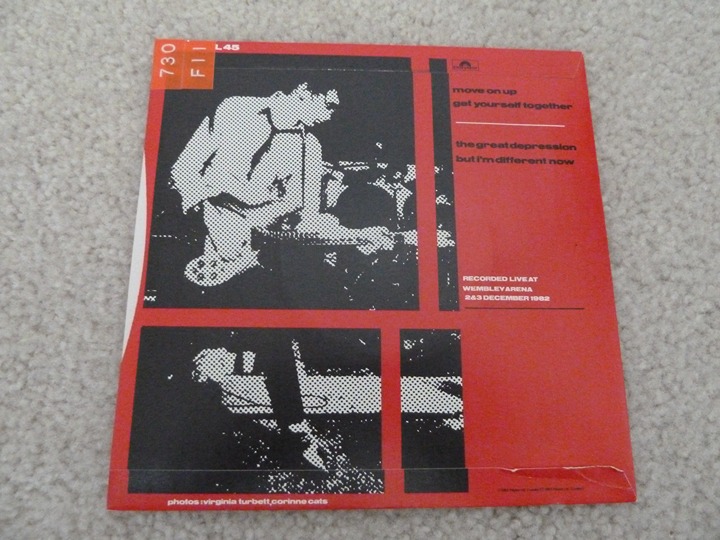 730
FII
L 45
move on up
get yourself together
the great depression
but i'm different now
RECORDED LIVE AT
WEMBLEY ARENA
2&3 DECEMBER 1982
photos: virginia turbett, corinne cats